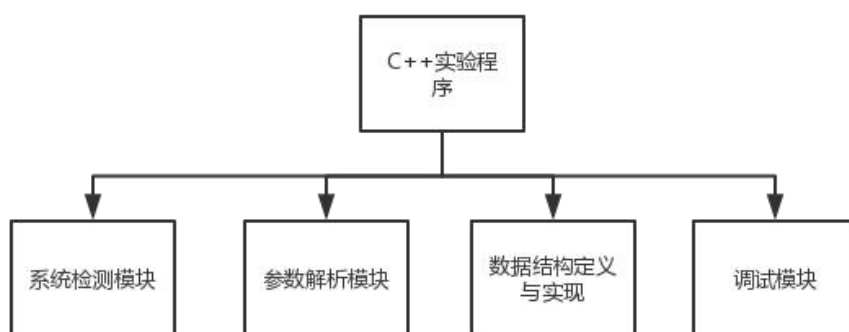 C++实验程
序
系统检测模块
参数解析模块
数据结构定义
与实现
调试模块